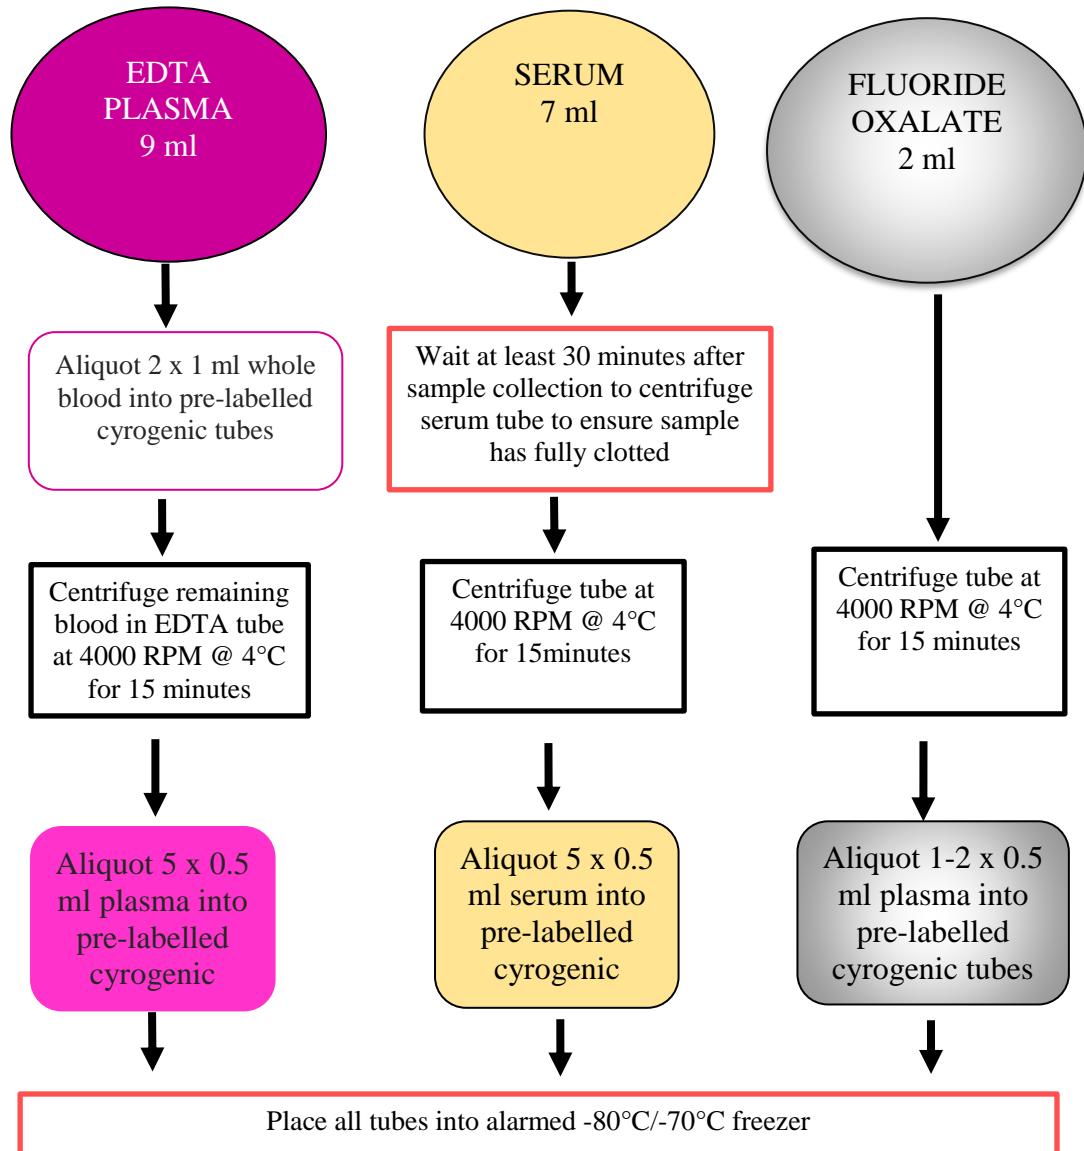 EDTA
PLASMA
9 ml
SERUM
7 ml
FLUORIDE
OXALATE
2 ml
Aliquot 2 x 1 ml whole
blood into pre-labelled
cyrogenic tubes
Wait at least 30 minutes after
sample collection to centrifuge
serum tube to ensure sample
has fully clotted
Centrifuge remaining
blood in EDTA tube
at 4000 RPM @ 4°C
for 15 minutes
Centrifuge tube at
4000 RPM @ 4°C
for 15minutes
Centrifuge tube at
4000 RPM @ 4°C
for 15 minutes
Aliquot 5 x 0.5
ml plasma into
pre-labelled
cyrogenic
Aliquot 5 x 0.5
ml serum into
pre-labelled
cyrogenic
Aliquot 1-2 x 0.5
ml plasma into
pre-labelled
cyrogenic tubes
Place all tubes into alarmed -80°C/-70°C freezer